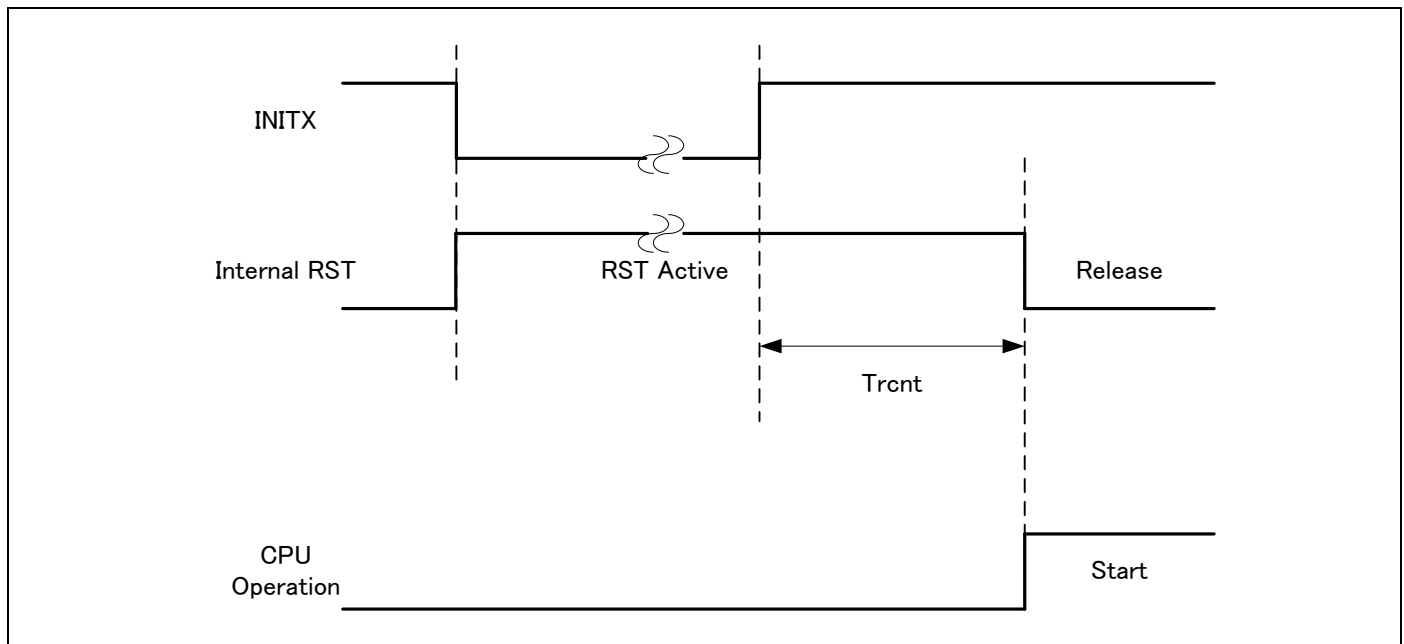 INITX
Internal RST
RST Active
Release
Trcnt
CPU
Operation
Start